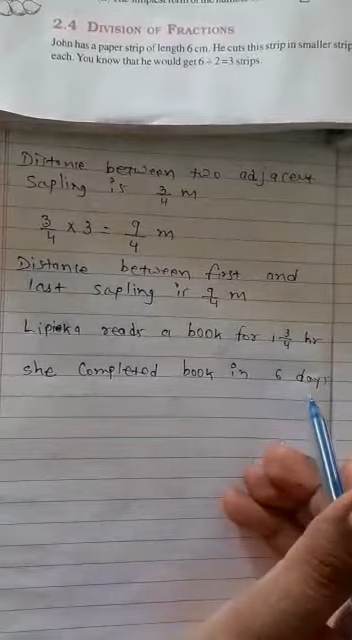 2.4 DIVISION OF FRACTIONS
John has a paper strip of length 6 cm. He cuts this strip in smaller strip
each. You know that he would get 6 ÷ 2 = 3 strips.
Distance between two adjacent
Sapling is 3/4 m
3/4 × 3 = 9/4 m
Distance between first and
last sapling is 9/4 m
Lipika reads a book for 1 3/4 hr
she completed book in 6 days